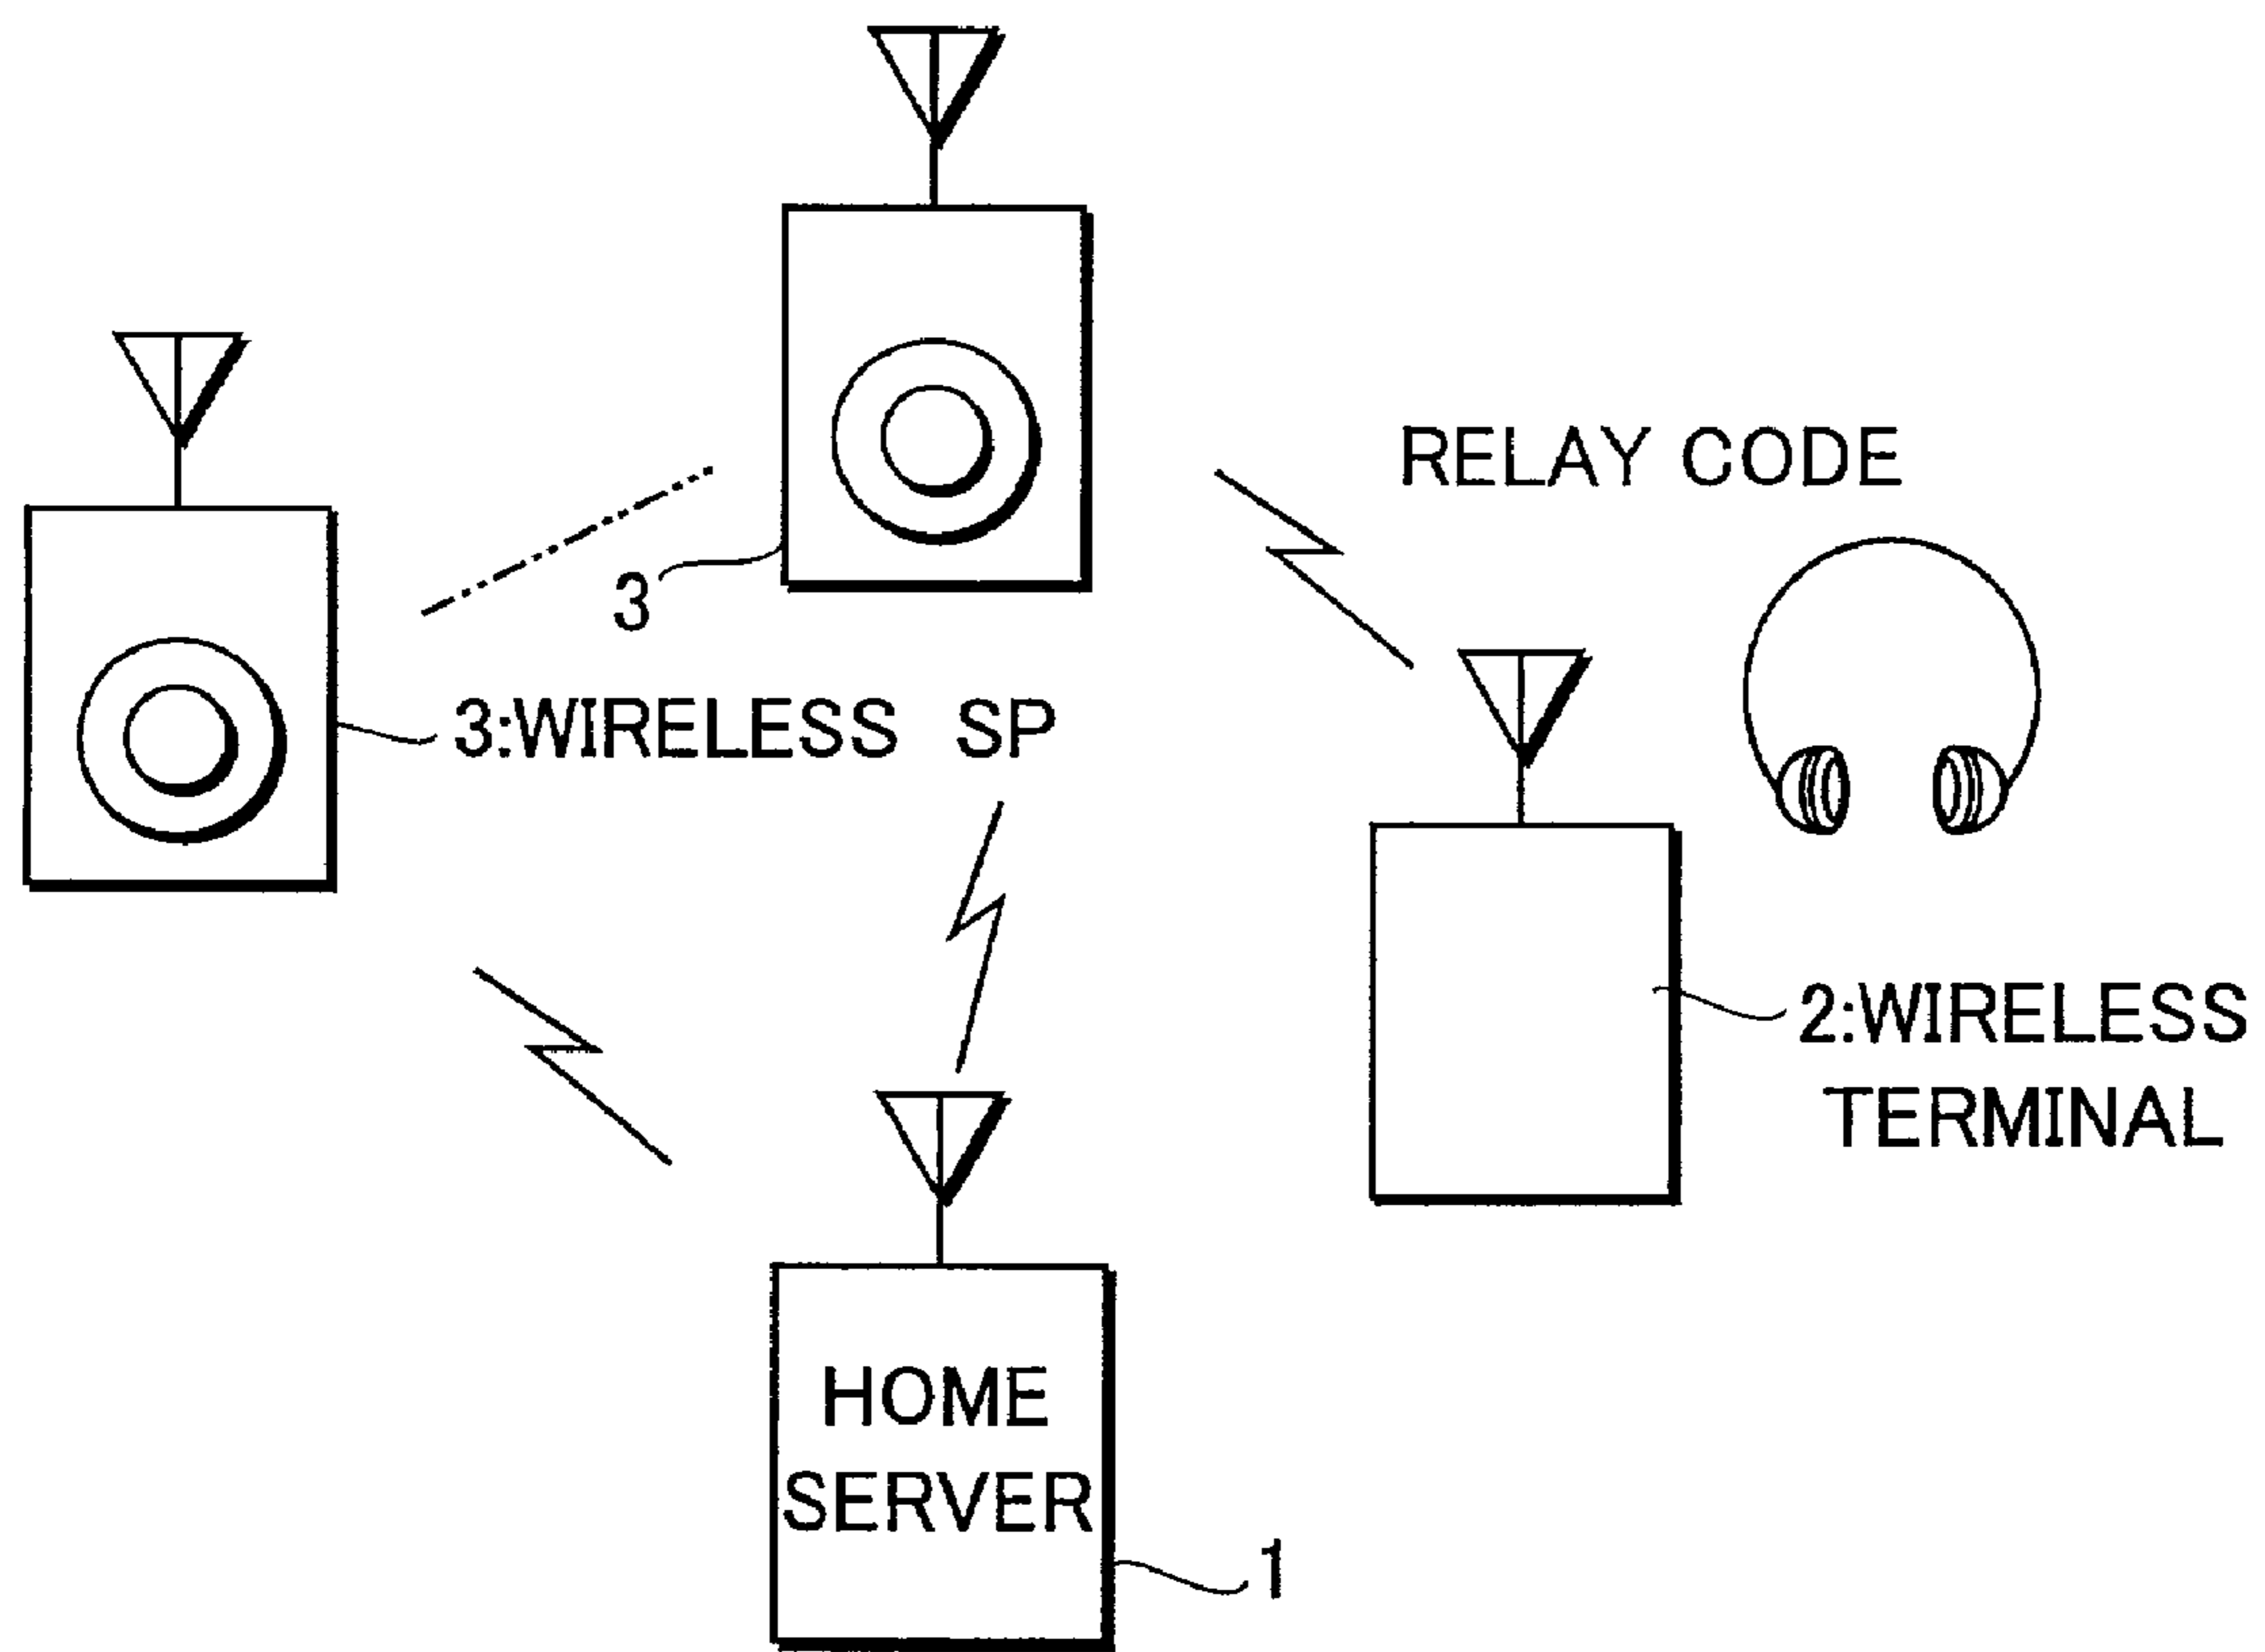 RELAY CODE
3
3:WIRELESS SP
2:WIRELESS
TERMINAL
HOME
SERVER
1